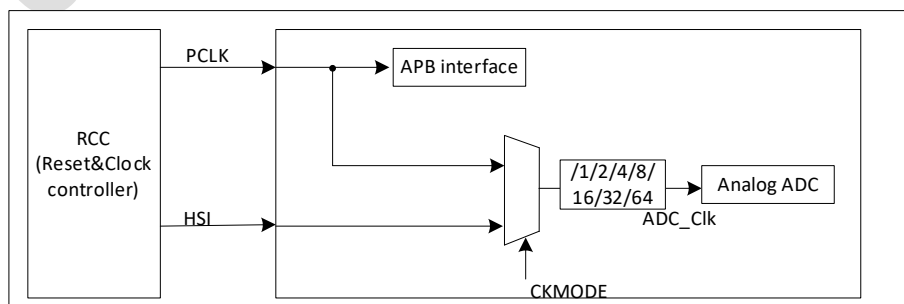 PCLK
APB interface
RCC
(Reset&Clock
controller)
/1/2/4/8/
16/32/64
Analog ADC
HSI
ADC_Clk
CKMODE